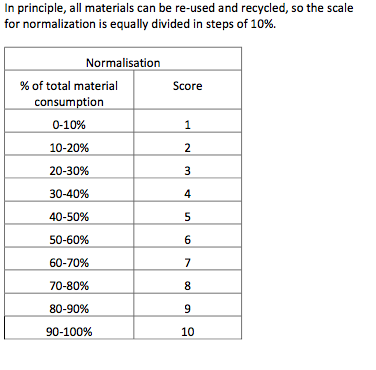 In principle, all materials can be re-used and recycled, so the scale
for normalization is equally divided in steps of 10%.
Normalisation
% of total material Score
consumption
0-10% 1
10-20% 2
20-30% 3
30-40% 4
40-50% 5
50-60% 6
60-70% 7
70-80% 8
80-90% 9
90-100% 10